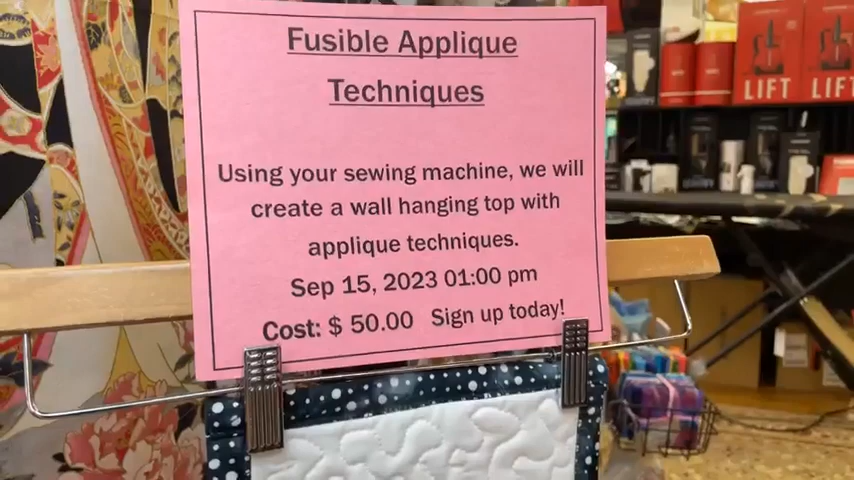 Fusible Applique
Techniques
Using your sewing machine, we will
create a wall hanging top with
applique techniques.
Sep 15, 2023 01:00 pm
Cost: $ 50.00 Sign up today!
LIFT
LIFT